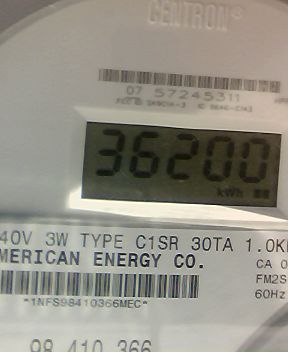 CENTRON®
07 57245311
36200
kWh
40V 3W TYPE C1SR 30TA 1.0K
MERICAN ENERGY CO.
CA 0
FM2S
60Hz
*1NFS98410366MEC*
98 410 366